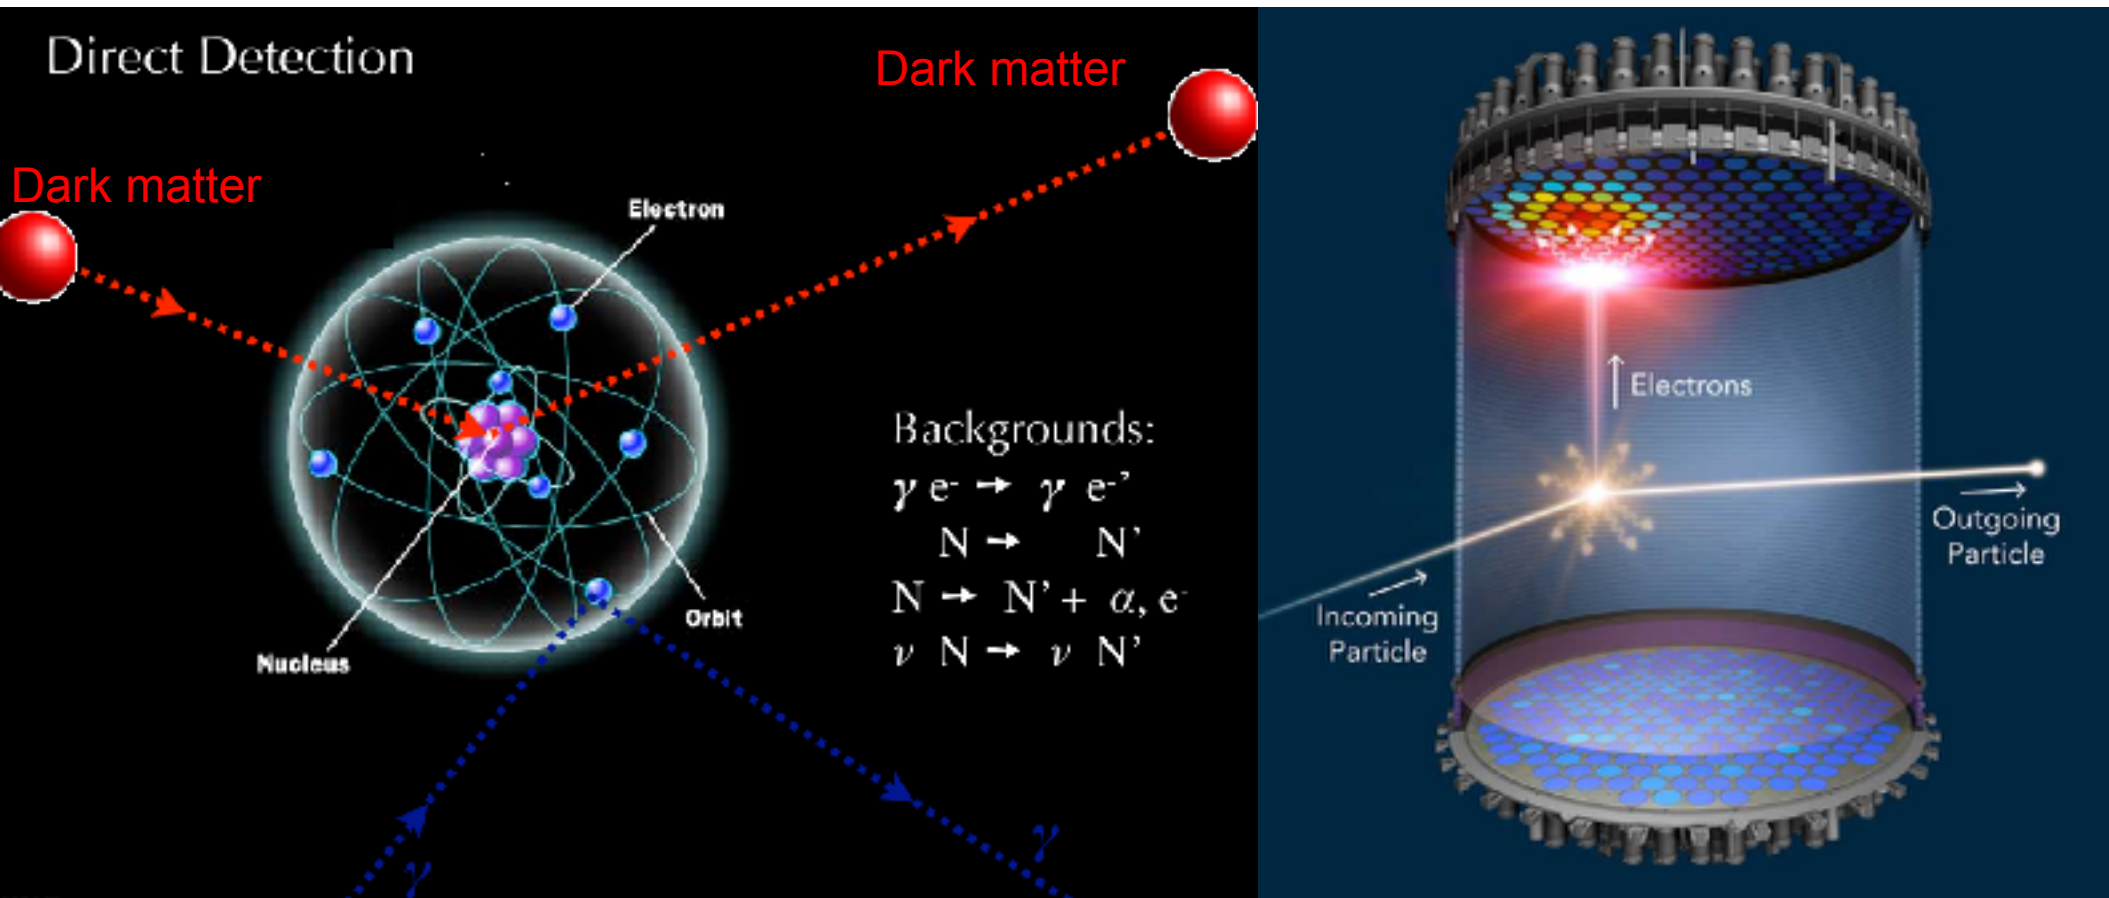 Direct Detection
Dark matter
Dark matter
Electron
Orbit
Nucleus
Backgrounds:
γ e⁻ → γ e⁻’
N → N’
N → N’ + α, e⁻
ν N → ν N’
γ
γ
Electrons
Outgoing
Particle
Incoming
Particle